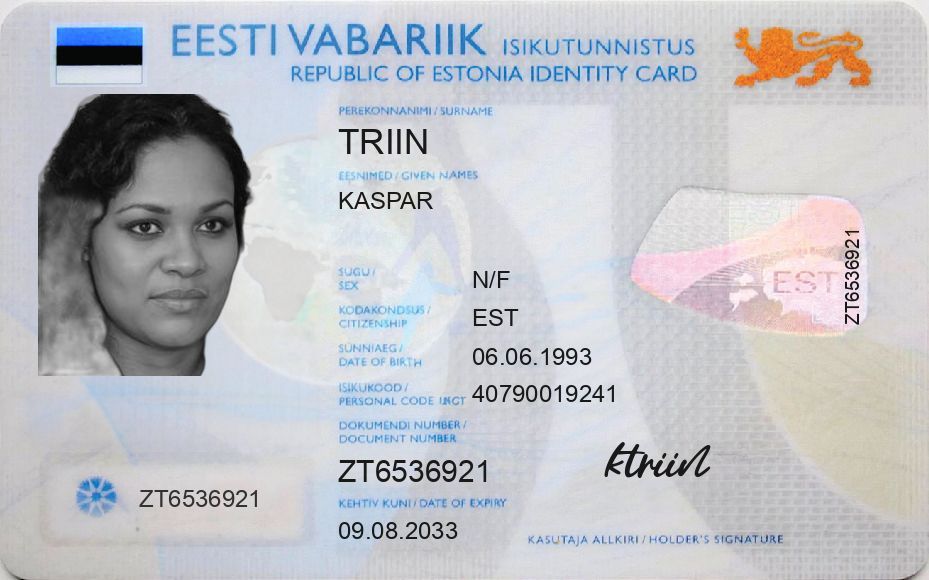 EESTI VABARIIK ISIKUTUNNISTUS
REPUBLIC OF ESTONIA IDENTITY CARD
PEREKONNANIMI / SURNAME
TRIIN
EESNIMED / GIVEN NAMES
KASPAR
SUGU /
SEX
N/F
KODAKONDSUS /
CITIZENSHIP
EST
SÜNNIAEG /
DATE OF BIRTH
06.06.1993
ISIKUKOOD /
PERSONAL CODE
40790019241
DOKUMENDI NUMBER /
DOCUMENT NUMBER
ZT6536921
KEHTIV KUNI / DATE OF EXPIRY
09.08.2033
ZT6536921
EST
ZT6536921
ktriin
KASUTAJA ALLKIRI / HOLDER'S SIGNATURE